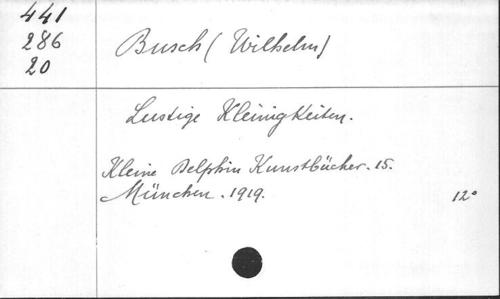 441
286
20
Busch (Wilhelm)
Lustige Kleinigkeiten.
Kleine Delphin Kunstbücher. 15.
München. 1919.
12°